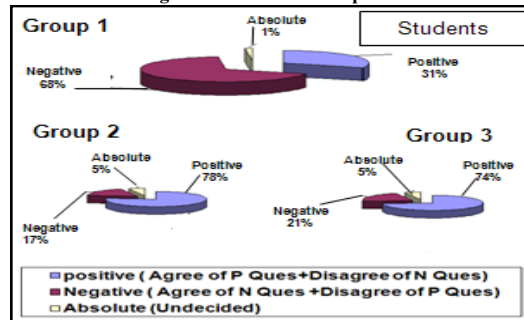 Group 1
Students
Absolute
1%
Negative
68%
Positive
31%
Group 2
Group 3
Absolute
5%
Positive
78%
Negative
17%
Absolute
5%
Positive
74%
Negative
21%
positive ( Agree of P Ques+Disagree of N Ques)
Negative (Agree of N Ques +Disagree of P Ques)
Absolute (Undecided)